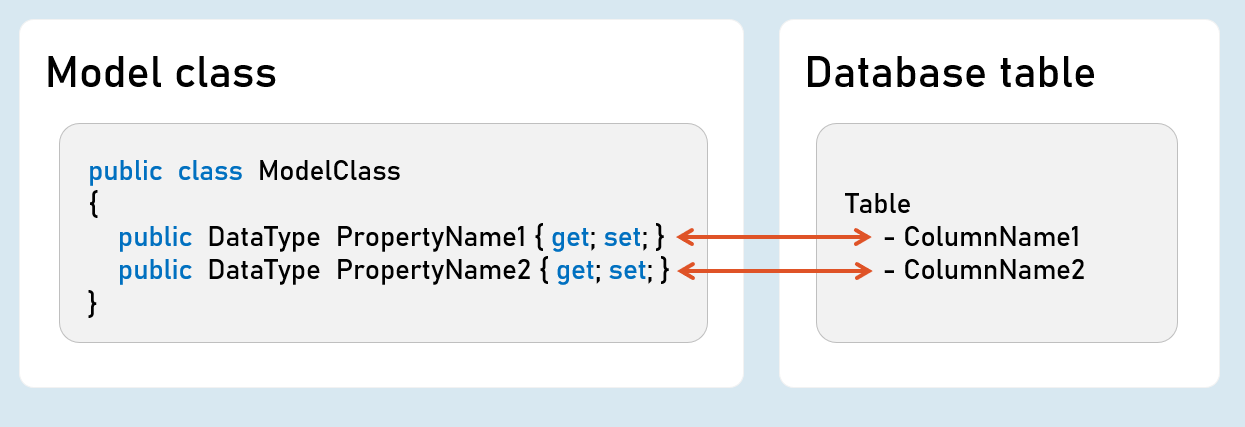 Model class
public class ModelClass
{
public DataType PropertyName1 { get; set; }
public DataType PropertyName2 { get; set; }
}
Database table
Table
- ColumnName1
- ColumnName2